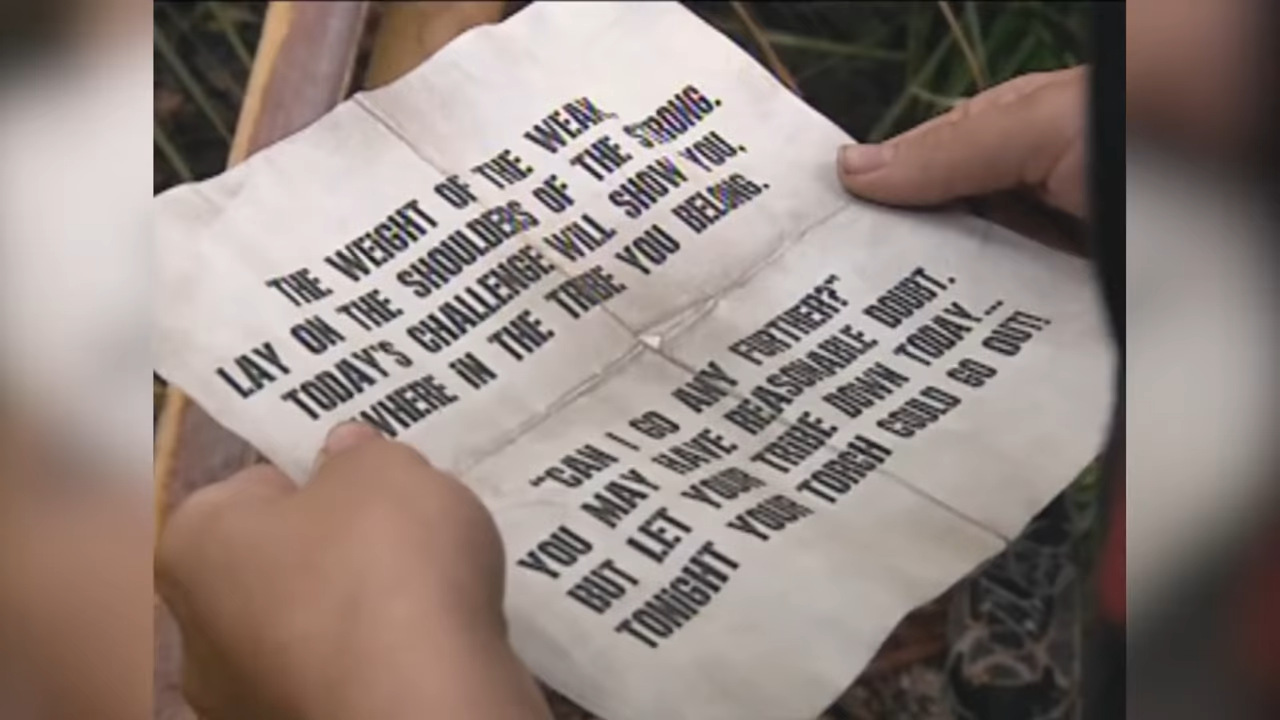 THE WEIGHT OF THE WEAK,
LAY ON THE SHOULDERS OF THE STRONG.
TODAY'S CHALLENGE WILL SHOW YOU,
WHERE IN THE TRIBE YOU BELONG.
"CAN I GO ANY FURTHER?"
YOU MAY HAVE REASONABLE DOUBT.
BUT LET YOUR TRIBE DOWN TODAY...
TONIGHT YOUR TORCH COULD GO OUT!